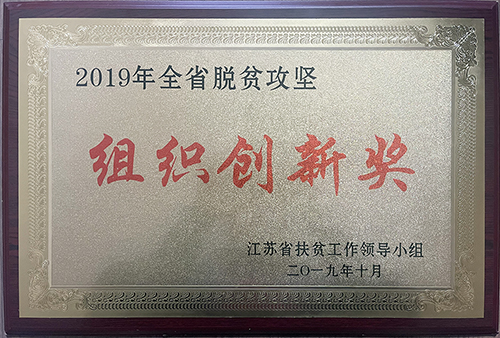 2019年全省脱贫攻坚
组织创新奖
江苏省扶贫工作领导小组
二〇一九年十月